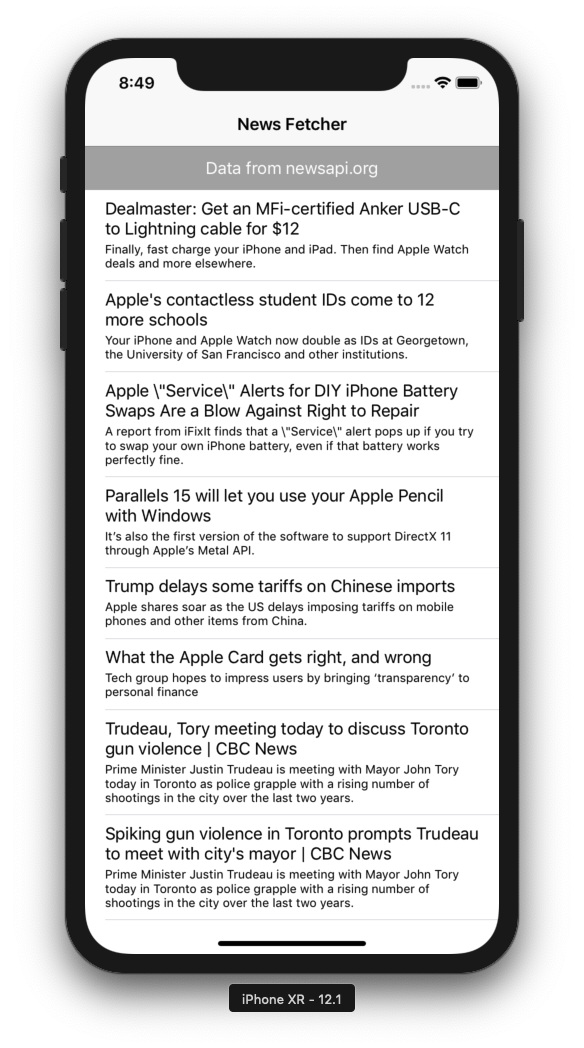 8:49
News Fetcher
Data from newsapi.org
Dealmaster: Get an MFi-certified Anker USB-C
to Lightning cable for $12
Finally, fast charge your iPhone and iPad. Then find Apple Watch
deals and more elsewhere.
Apple's contactless student IDs come to 12
more schools
Your iPhone and Apple Watch now double as IDs at Georgetown,
the University of San Francisco and other institutions.
Apple \"Service\" Alerts for DIY iPhone Battery
Swaps Are a Blow Against Right to Repair
A report from iFixIt finds that a \"Service\" alert pops up if you try
to swap your own iPhone battery, even if that battery works
perfectly fine.
Parallels 15 will let you use your Apple Pencil
with Windows
It’s also the first version of the software to support DirectX 11
through Apple’s Metal API.
Trump delays some tariffs on Chinese imports
Apple shares soar as the US delays imposing tariffs on mobile
phones and other items from China.
What the Apple Card gets right, and wrong
Tech group hopes to impress users by bringing ‘transparency’ to
personal finance
Trudeau, Tory meeting today to discuss Toronto
gun violence | CBC News
Prime Minister Justin Trudeau is meeting with Mayor John Tory
today in Toronto as police grapple with a rising number of
shootings in the city over the last two years.
Spiking gun violence in Toronto prompts Trudeau
to meet with city's mayor | CBC News
Prime Minister Justin Trudeau is meeting with Mayor John Tory
today in Toronto as police grapple with a rising number of
shootings in the city over the last two years.
iPhone XR - 12.1